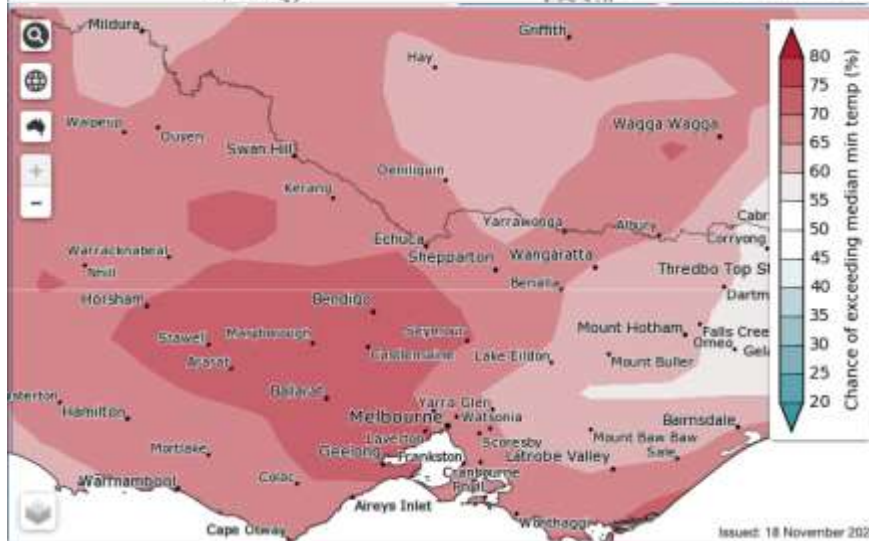 Mildura
Griffith
Hay
Wagga Wagga
Walpeup
Ouyen
Swan Hill
Deniliquin
Kerang
Yarrawonga
Albury
Echuca
Corryong
Shepparton
Wangaratta
Warracknabeal
Nhill
Thredbo Top St
Benalla
Dartm
Horsham
Bendigo
Stawell
Maryborough
Seymour
Mount Hotham
Falls Cree
Omeo
Castlemaine
Lake Eildon
Mount Buller
Ararat
Ballarat
Hamilton
Yarra Glen
Melbourne
Watsonia
Bairnsdale
Laverton
Scoresby
Mount Baw Baw
Mortlake
Geelong
Frankston
Latrobe Valley
Sale
Cranbourne
Warrnambool
Colac
Rhyll
Aireys Inlet
Wonthaggi
Cape Otway
Issued: 18 November 202
80
75
70
65
60
55
50
45
40
35
30
25
20
Chance of exceeding median min temp (%)